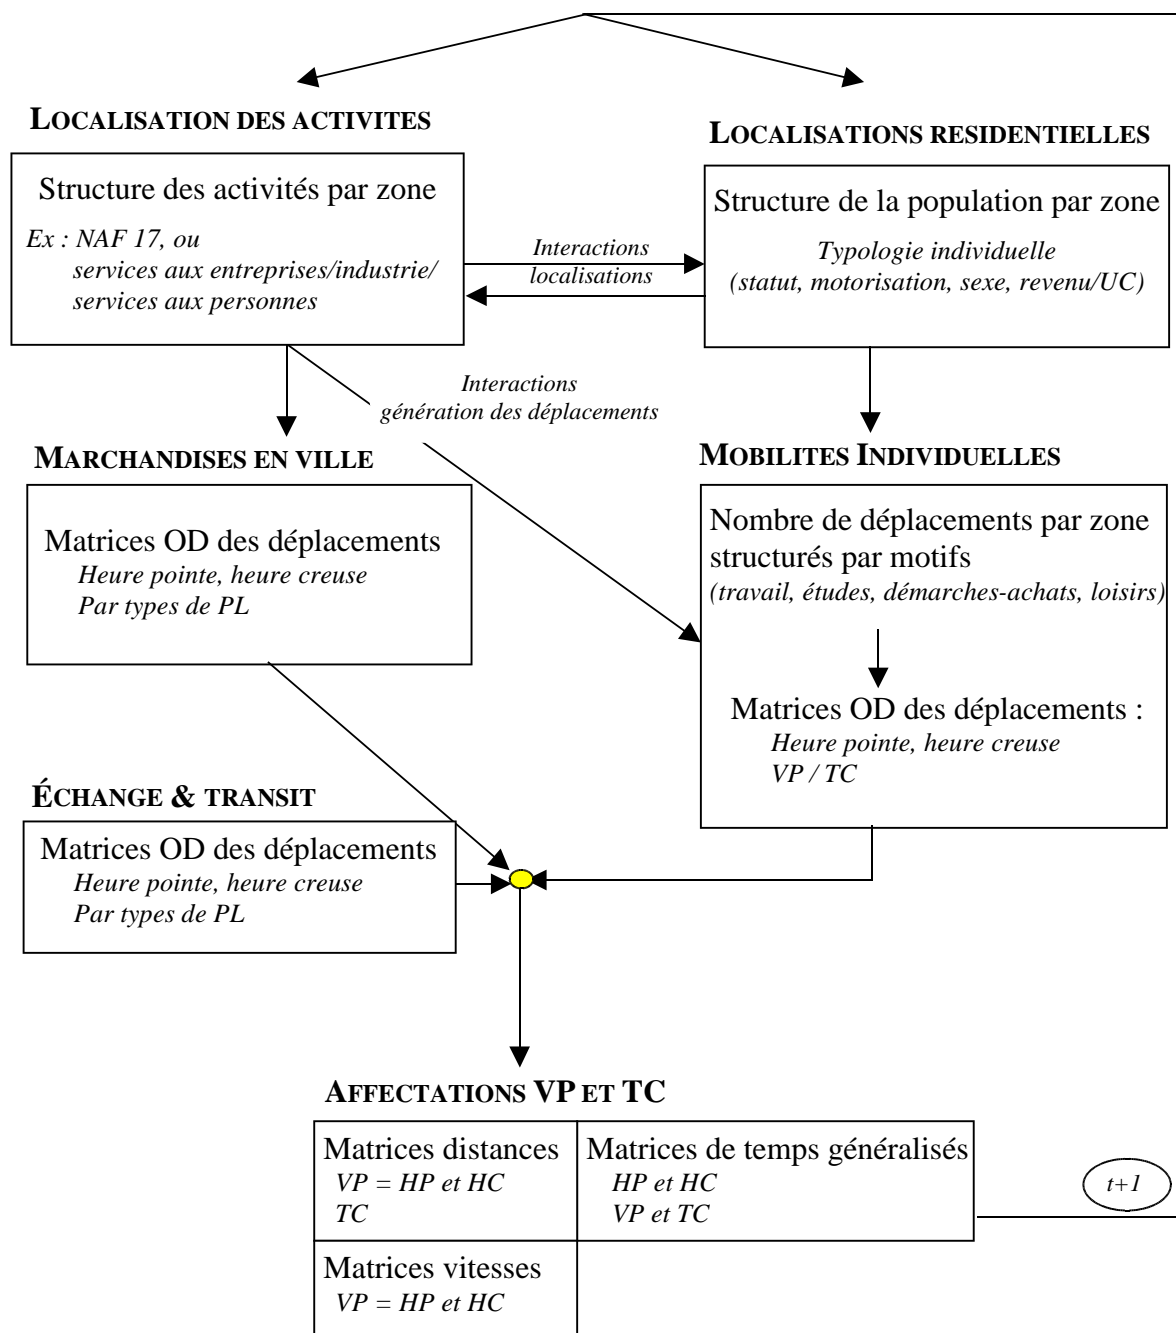 LOCALISATION DES ACTIVITES
Structure des activités par zone
Ex : NAF 17, ou
services aux entreprises/industrie/
services aux personnes
Interactions
localisations
LOCALISATIONS RESIDENTIELLES
Structure de la population par zone
Typologie individuelle
(statut, motorisation, sexe, revenu/UC)
Interactions
génération des déplacements
MARCHANDISES EN VILLE
Matrices OD des déplacements
Heure pointe, heure creuse
Par types de PL
MOBILITES INDIVIDUELLES
Nombre de déplacements par zone
structurés par motifs
(travail, études, démarches-achats, loisirs)
Matrices OD des déplacements :
Heure pointe, heure creuse
VP / TC
ÉCHANGE & TRANSIT
Matrices OD des déplacements
Heure pointe, heure creuse
Par types de PL
AFFECTATIONS VP ET TC
Matrices distances
VP = HP et HC
TC
Matrices de temps généralisés
HP et HC
VP et TC
t+1
Matrices vitesses
VP = HP et HC